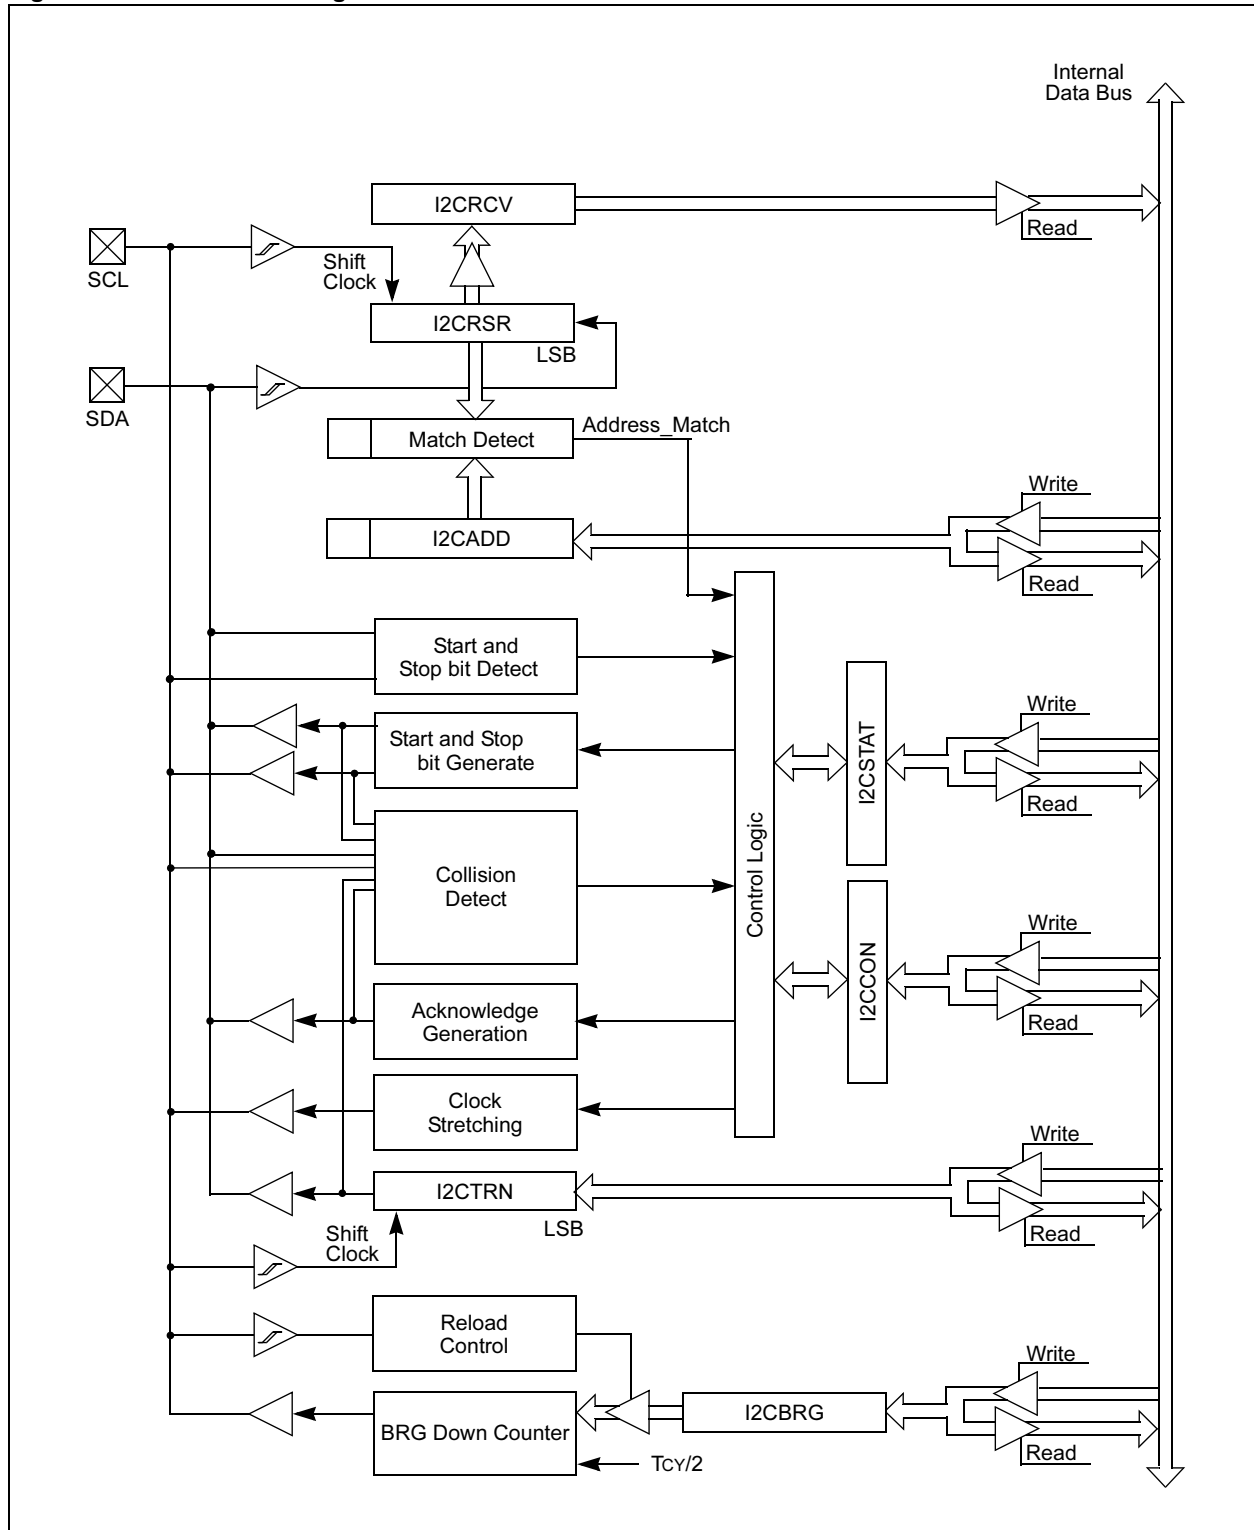 Internal
Data Bus
I2CRCV
Read
SCL
Shift
Clock
I2CRSR
LSB
SDA
Match Detect
Address_Match
Write
I2CADD
Read
Start and
Stop bit Detect
Write
Start and Stop
bit Generate
I2CSTAT
Read
Control Logic
Collision
Detect
Write
I2CCON
Acknowledge
Generation
Read
Clock
Stretching
Write
I2CTRN
LSB
Read
Shift
Clock
Reload
Control
Write
I2CBRG
BRG Down Counter
Read
TCY/2